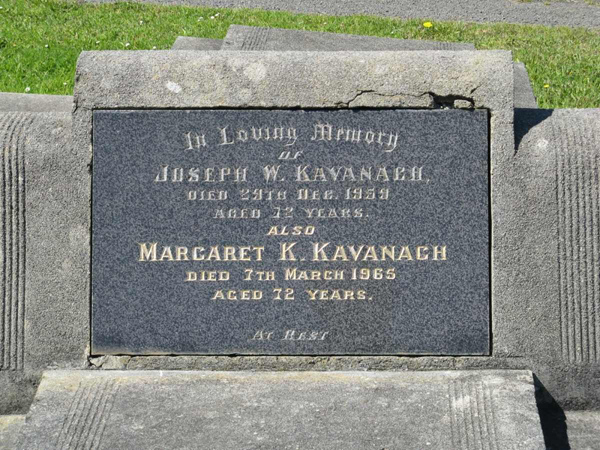 In Loving Memory
of
Joseph W. Kavanagh,
died 29th Dec. 1959
aged 72 years.
also
Margaret K. Kavanagh
died 7th March 1965
aged 72 years.
At Rest